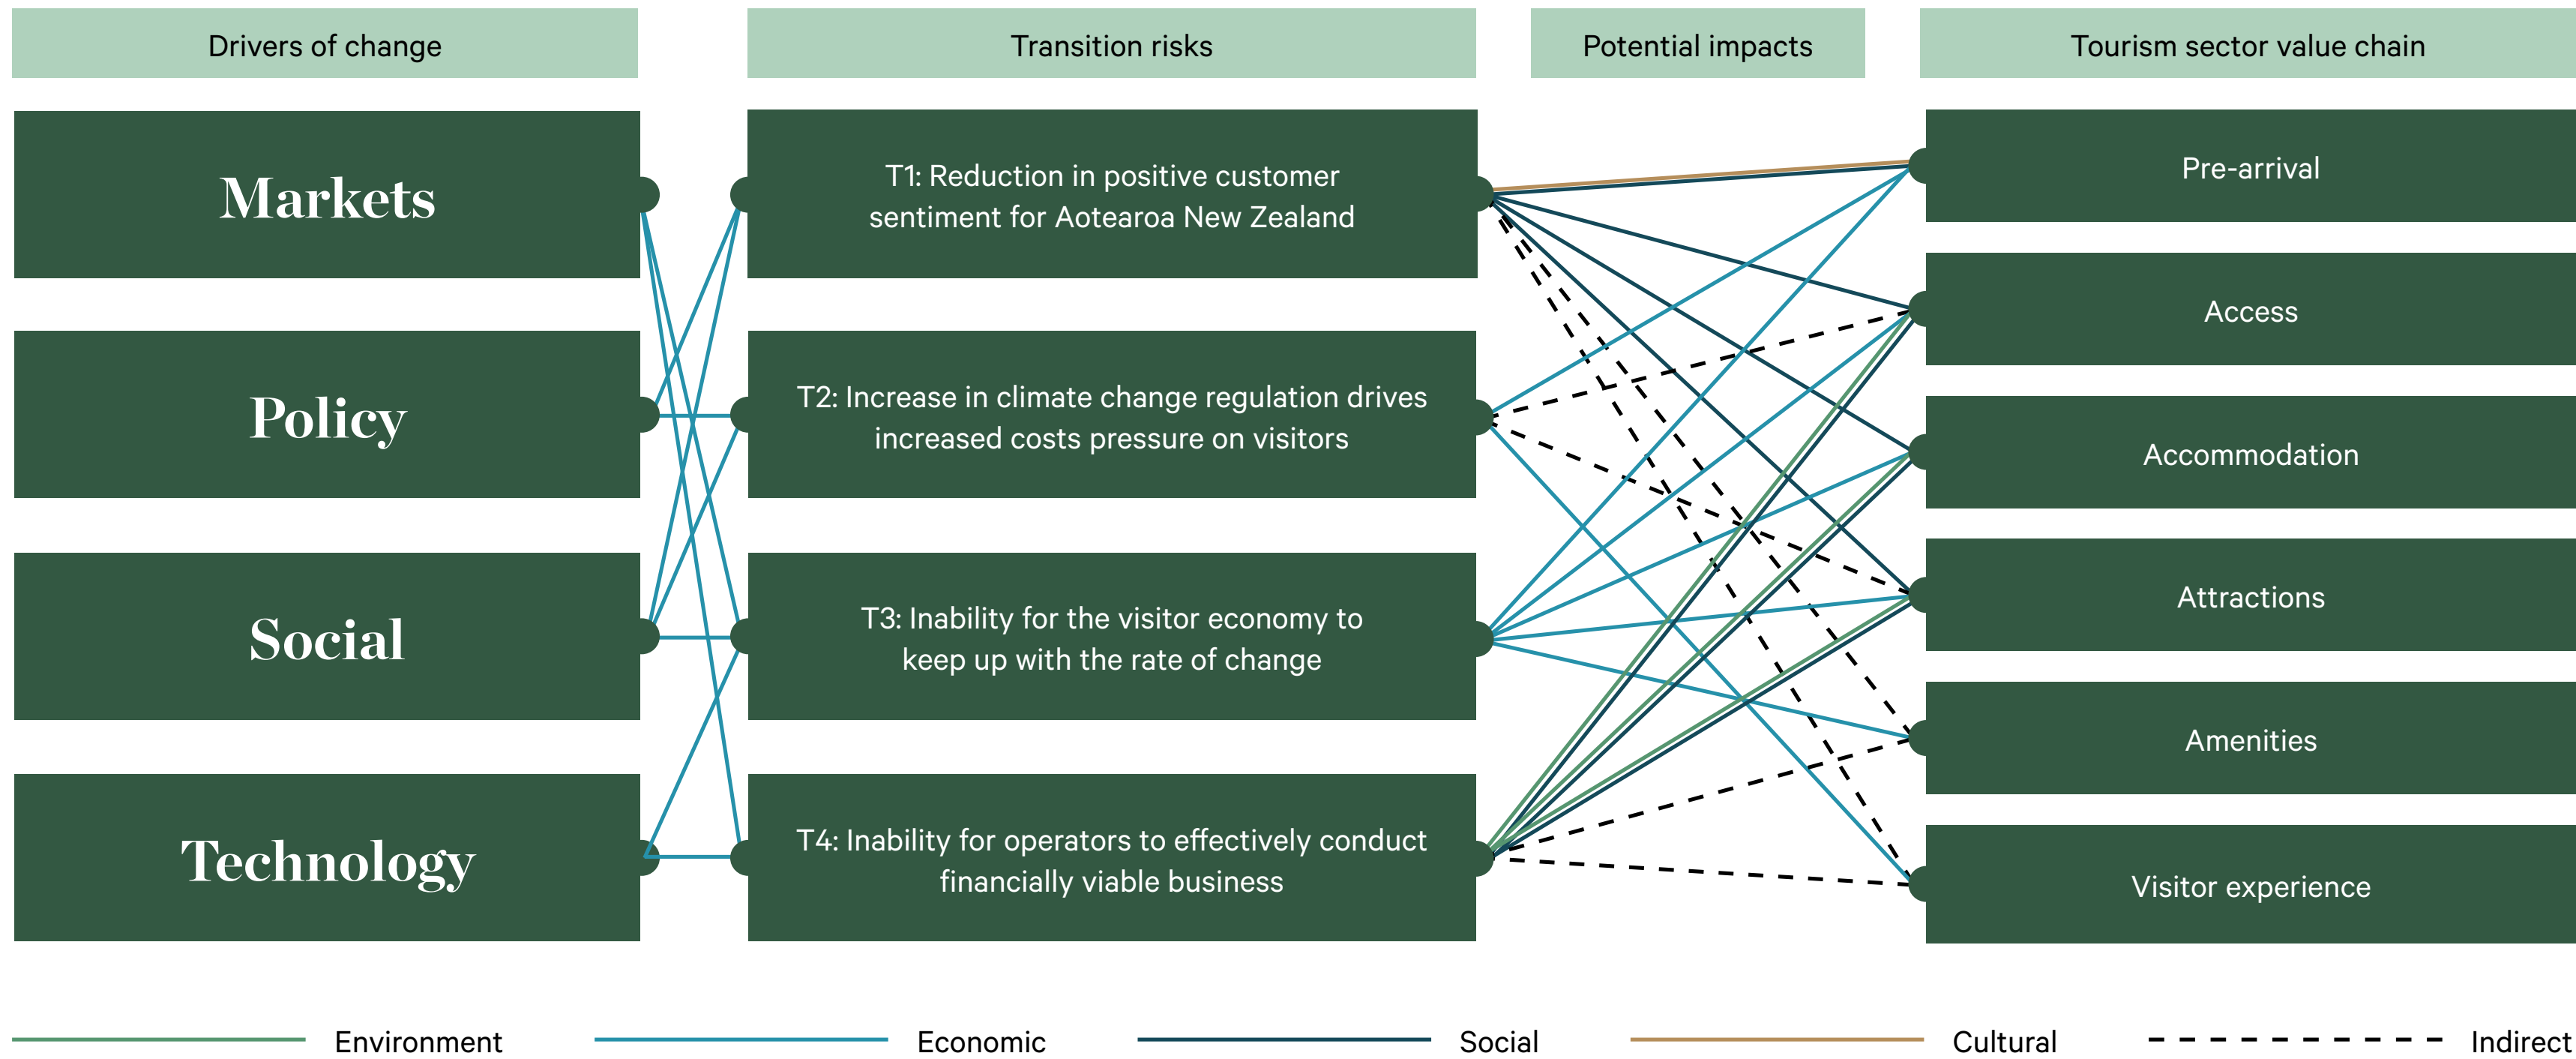 Drivers of change
Transition risks
Potential impacts
Tourism sector value chain
Markets
Policy
Social
Technology
T1: Reduction in positive customer
sentiment for Aotearoa New Zealand
T2: Increase in climate change regulation drives
increased costs pressure on visitors
T3: Inability for the visitor economy to
keep up with the rate of change
T4: Inability for operators to effectively conduct
financially viable business
Pre-arrival
Access
Accommodation
Attractions
Amenities
Visitor experience
Environment
Economic
Social
Cultural
Indirect